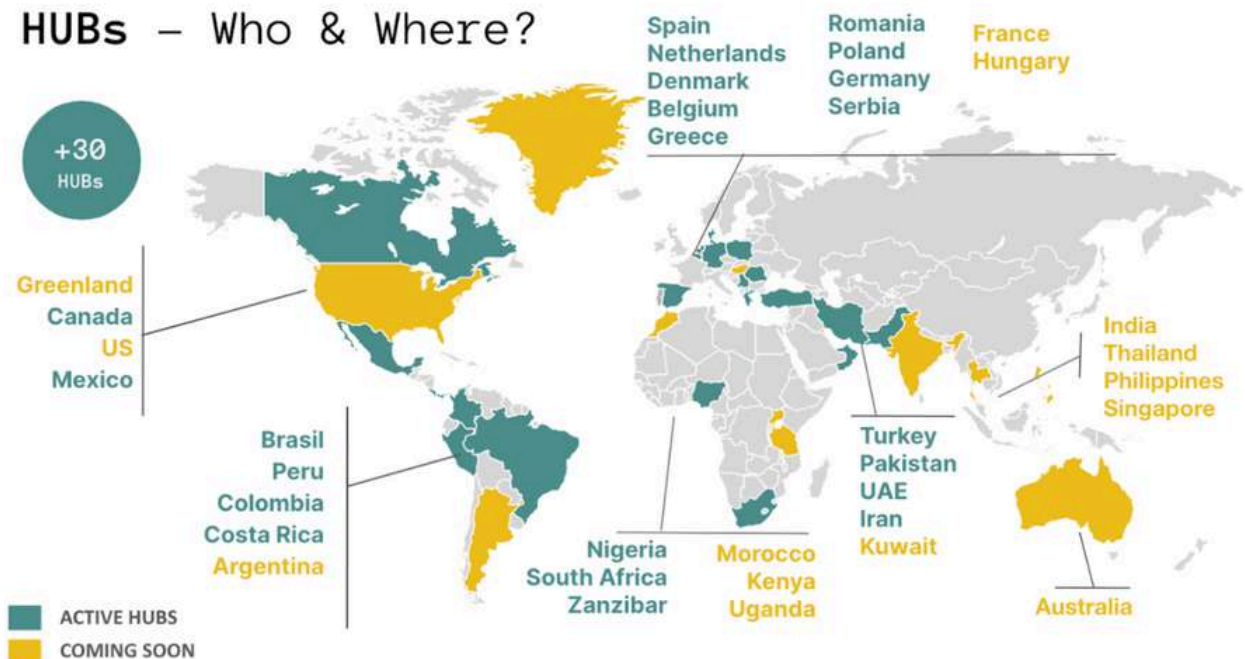 HUBs – Who & Where?
+30
HUBs
Spain
Netherlands
Denmark
Belgium
Greece
Romania
Poland
Germany
Serbia
France
Hungary
Greenland
Canada
US
Mexico
Brasil
Peru
Colombia
Costa Rica
Argentina
Nigeria
South Africa
Zanzibar
Morocco
Kenya
Uganda
Turkey
Pakistan
UAE
Iran
Kuwait
India
Thailand
Philippines
Singapore
Australia
ACTIVE HUBS
COMING SOON